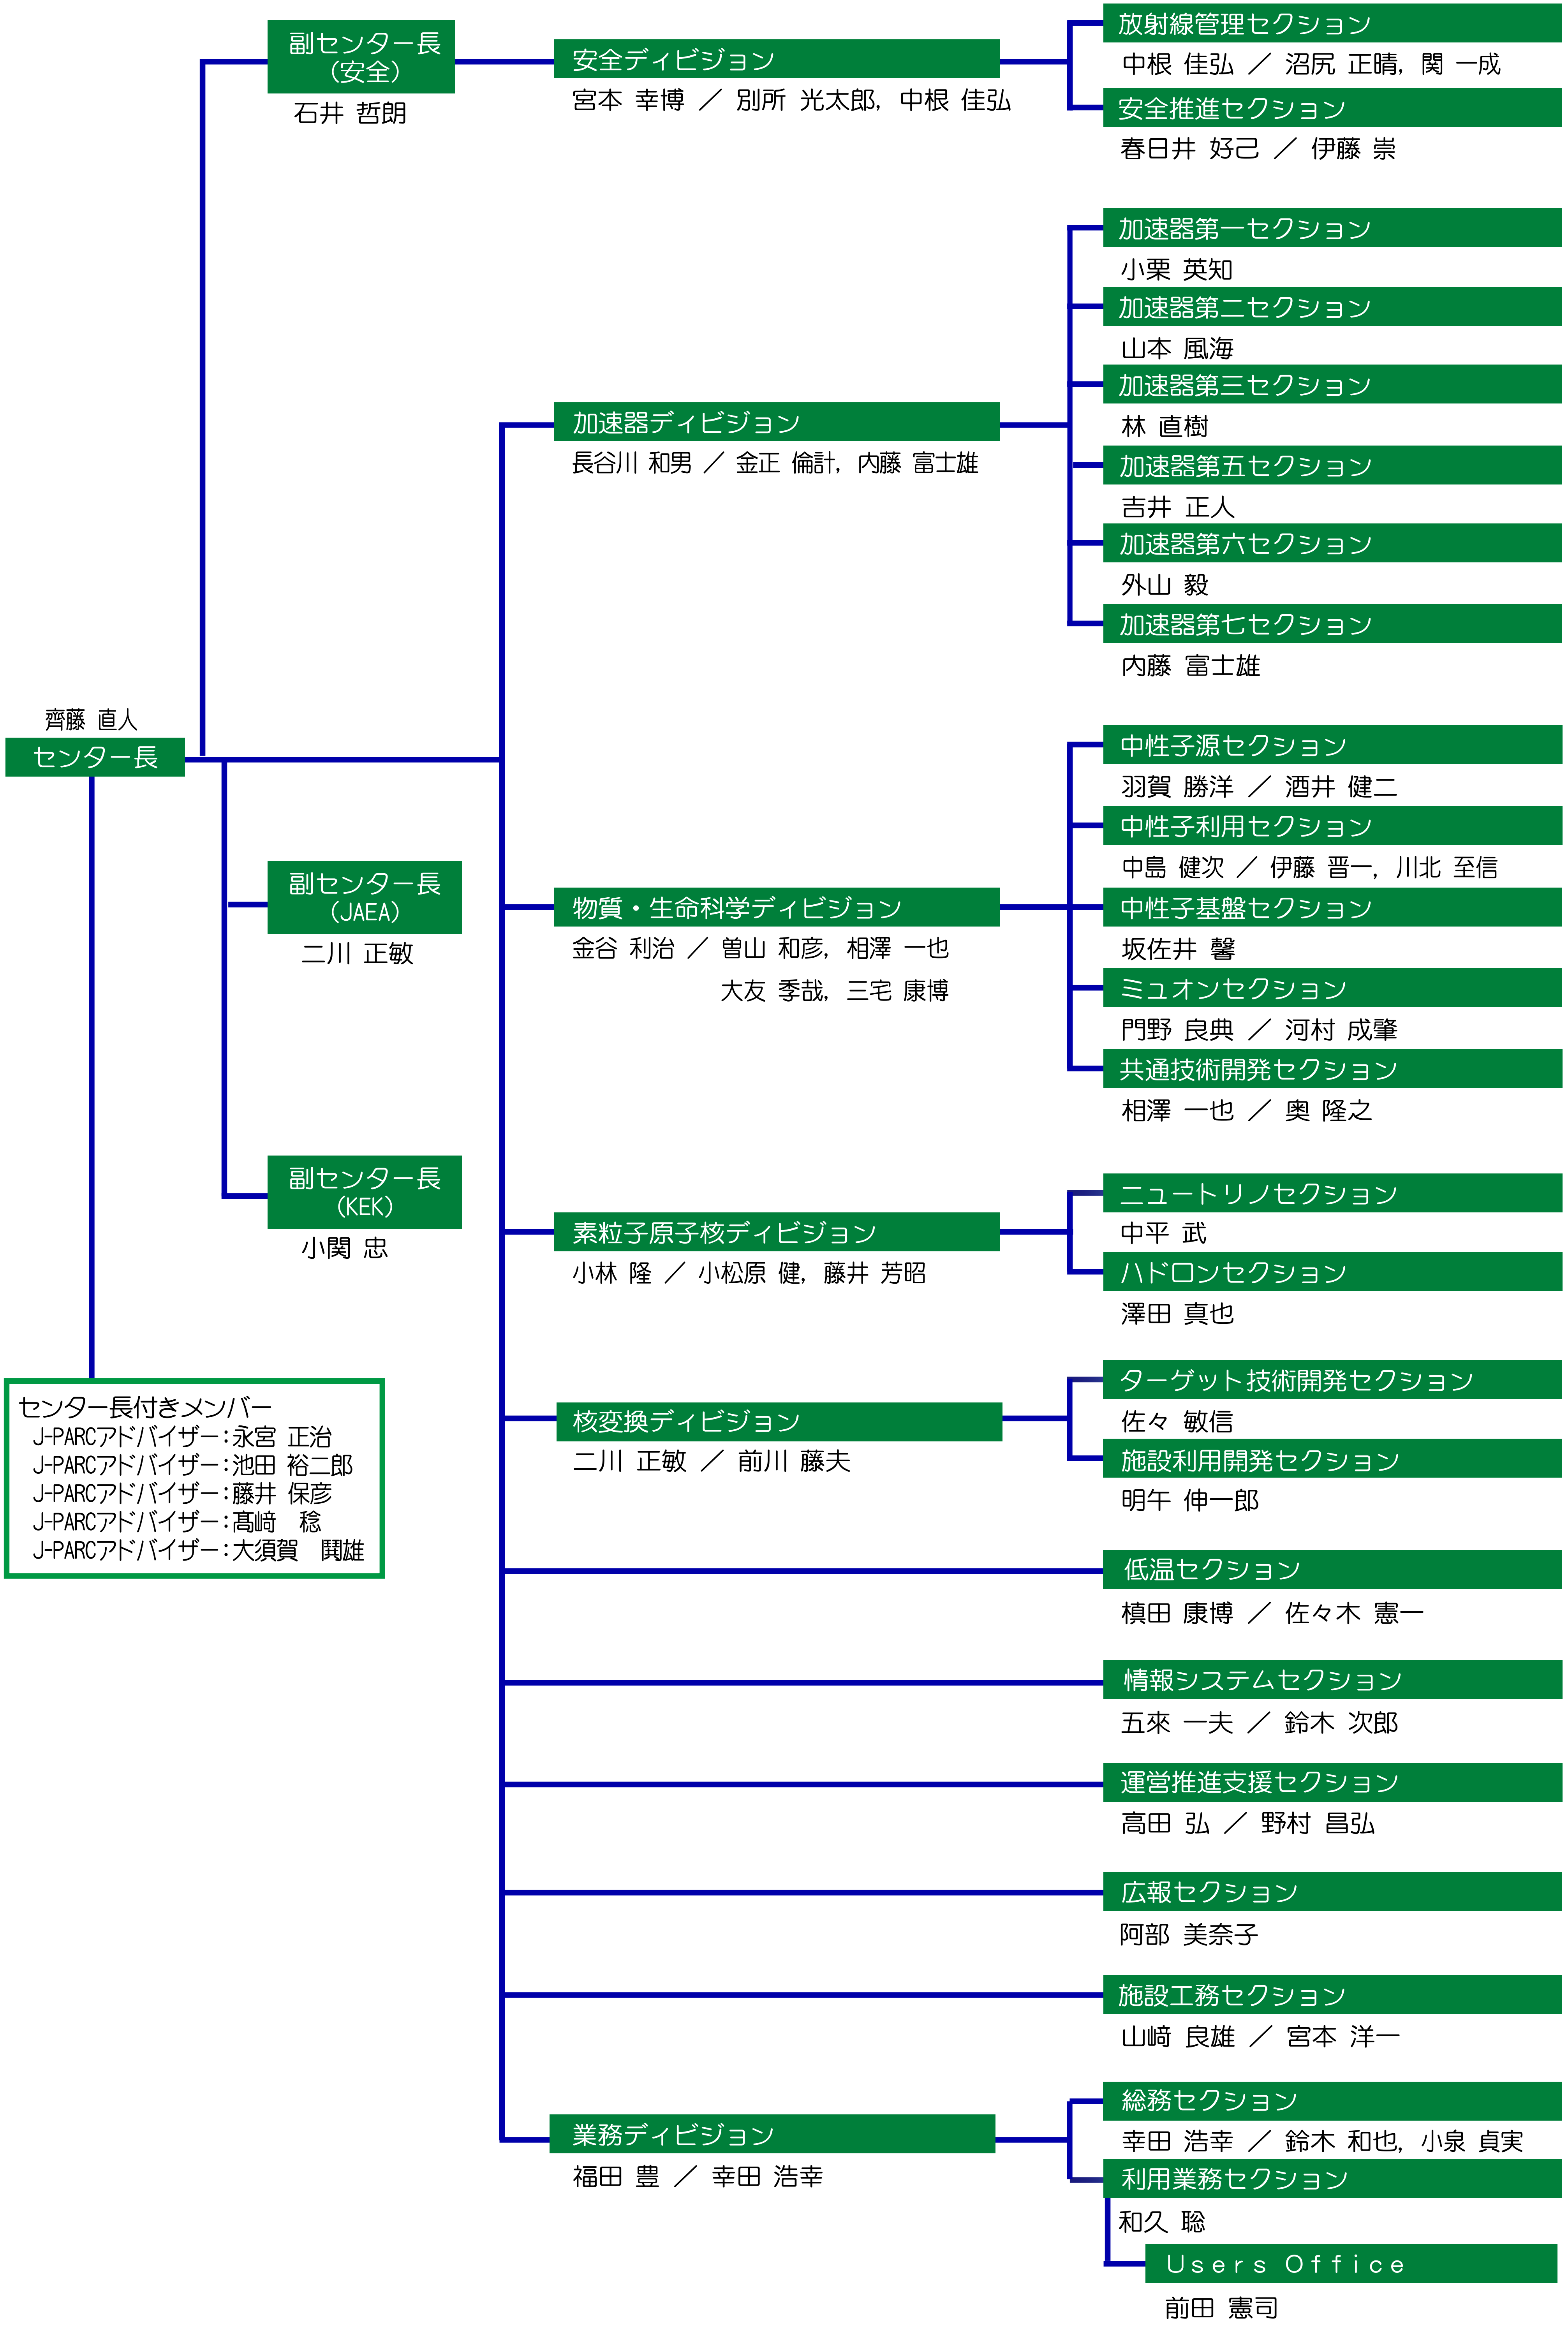 副センター長
(安全)
石井 哲朗
安全ディビジョン
宮本 幸博 ／ 別所 光太郎, 中根 佳弘
放射線管理セクション
中根 佳弘 ／ 沼尻 正晴, 関 一成
安全推進セクション
春日井 好己 ／ 伊藤 崇
加速器ディビジョン
長谷川 和男 ／ 金正 倫計, 内藤 富士雄
加速器第一セクション
小栗 英知
加速器第二セクション
山本 風海
加速器第三セクション
林 直樹
加速器第五セクション
吉井 正人
加速器第六セクション
外山 毅
加速器第七セクション
内藤 富士雄
齊藤 直人
センター長
副センター長
(JAEA)
二川 正敏
副センター長
(KEK)
小関 忠
物質・生命科学ディビジョン
金谷 利治 ／ 曽山 和彦, 相澤 一也
大友 季哉, 三宅 康博
中性子源セクション
羽賀 勝洋 ／ 酒井 健二
中性子利用セクション
中島 健次 ／ 伊藤 晋一, 川北 至信
中性子基盤セクション
坂佐井 馨
ミュオンセクション
門野 良典 ／ 河村 成肇
共通技術開発セクション
相澤 一也 ／ 奥 隆之
素粒子原子核ディビジョン
小林 隆 ／ 小松原 健, 藤井 芳昭
ニュートリノセクション
中平 武
ハドロンセクション
澤田 真也
核変換ディビジョン
二川 正敏 ／ 前川 藤夫
ターゲット技術開発セクション
佐々 敏信
施設利用開発セクション
明午 伸一郎
センター長付きメンバー
J-PARCアドバイザー：永宮 正治
J-PARCアドバイザー：池田 裕二郎
J-PARCアドバイザー：藤井 保彦
J-PARCアドバイザー：髙﨑 稔
J-PARCアドバイザー：大須賀 鬨雄
低温セクション
槙田 康博 ／ 佐々木 憲一
情報システムセクション
五來 一夫 ／ 鈴木 次郎
運営推進支援セクション
高田 弘 ／ 野村 昌弘
広報セクション
阿部 美奈子
施設工務セクション
山﨑 良雄 ／ 宮本 洋一
業務ディビジョン
福田 豊 ／ 幸田 浩幸
総務セクション
幸田 浩幸 ／ 鈴木 和也, 小泉 貞実
利用業務セクション
和久 聡
Users Office
前田 憲司